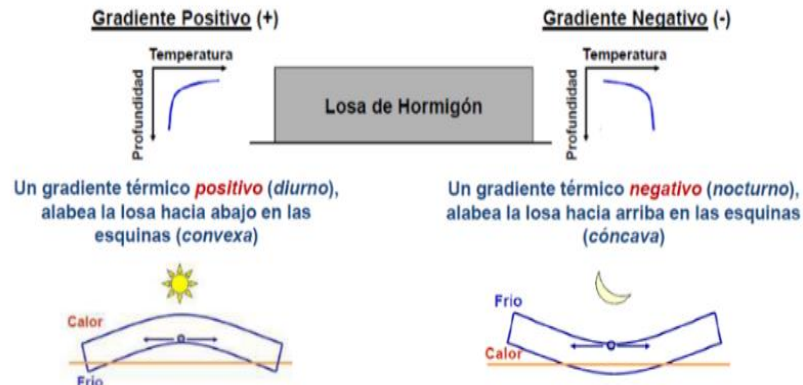 Gradiente Positivo (+)
Gradiente Negativo (-)
Temperatura
Profundidad
Losa de Hormigón
Temperatura
Profundidad
Un gradiente térmico positivo (diurno),
alabea la losa hacia abajo en las
esquinas (convexa)
Un gradiente térmico negativo (nocturno),
alabea la losa hacia arriba en las esquinas
(cóncava)
Calor
Frio
Frio
Calor